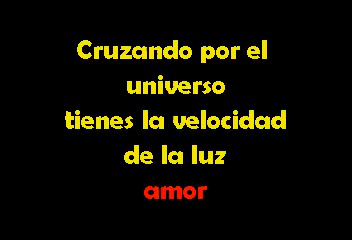 Cruzando por el
universo
tienes la velocidad
de la luz
amor